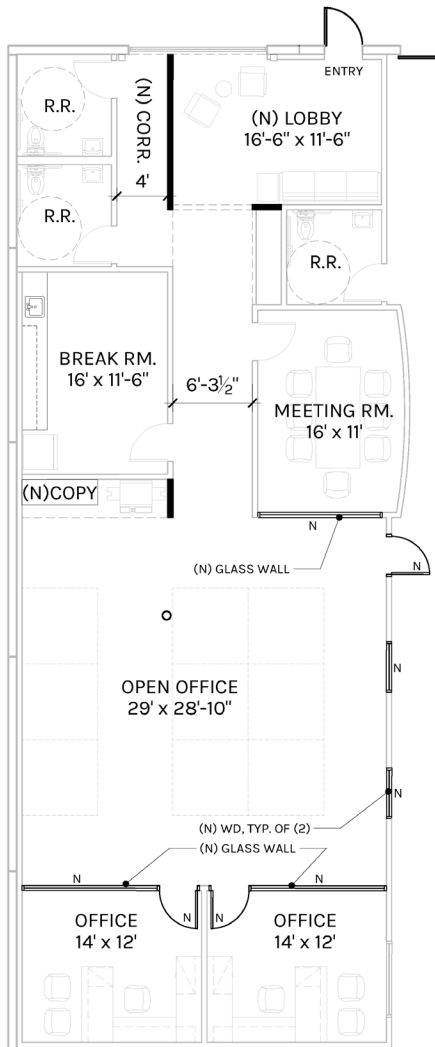 ENTRY
R.R.
(N) CORR.
4'
(N) LOBBY
16'-6" x 11'-6"
R.R.
R.R.
BREAK RM.
16' x 11'-6"
6'-3½"
MEETING RM.
16' x 11'
(N)COPY
N
(N) GLASS WALL
N
N
OPEN OFFICE
29' x 28'-10"
N
(N) WD, TYP. OF (2)
(N) GLASS WALL
N
N
N
N
OFFICE
14' x 12'
OFFICE
14' x 12'